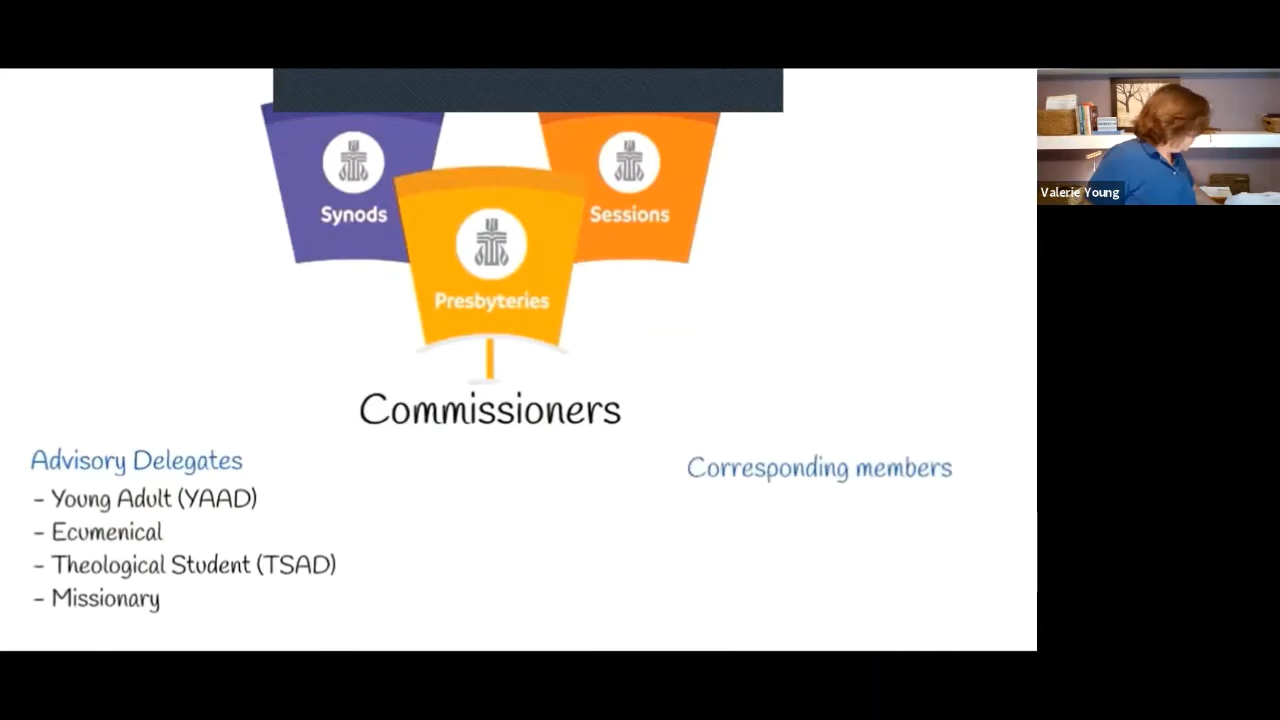 Synods
Sessions
Presbyteries
Commissioners
Advisory Delegates
- Young Adult (YAAD)
- Ecumenical
- Theological Student (TSAD)
- Missionary
Corresponding members
Valerie Young